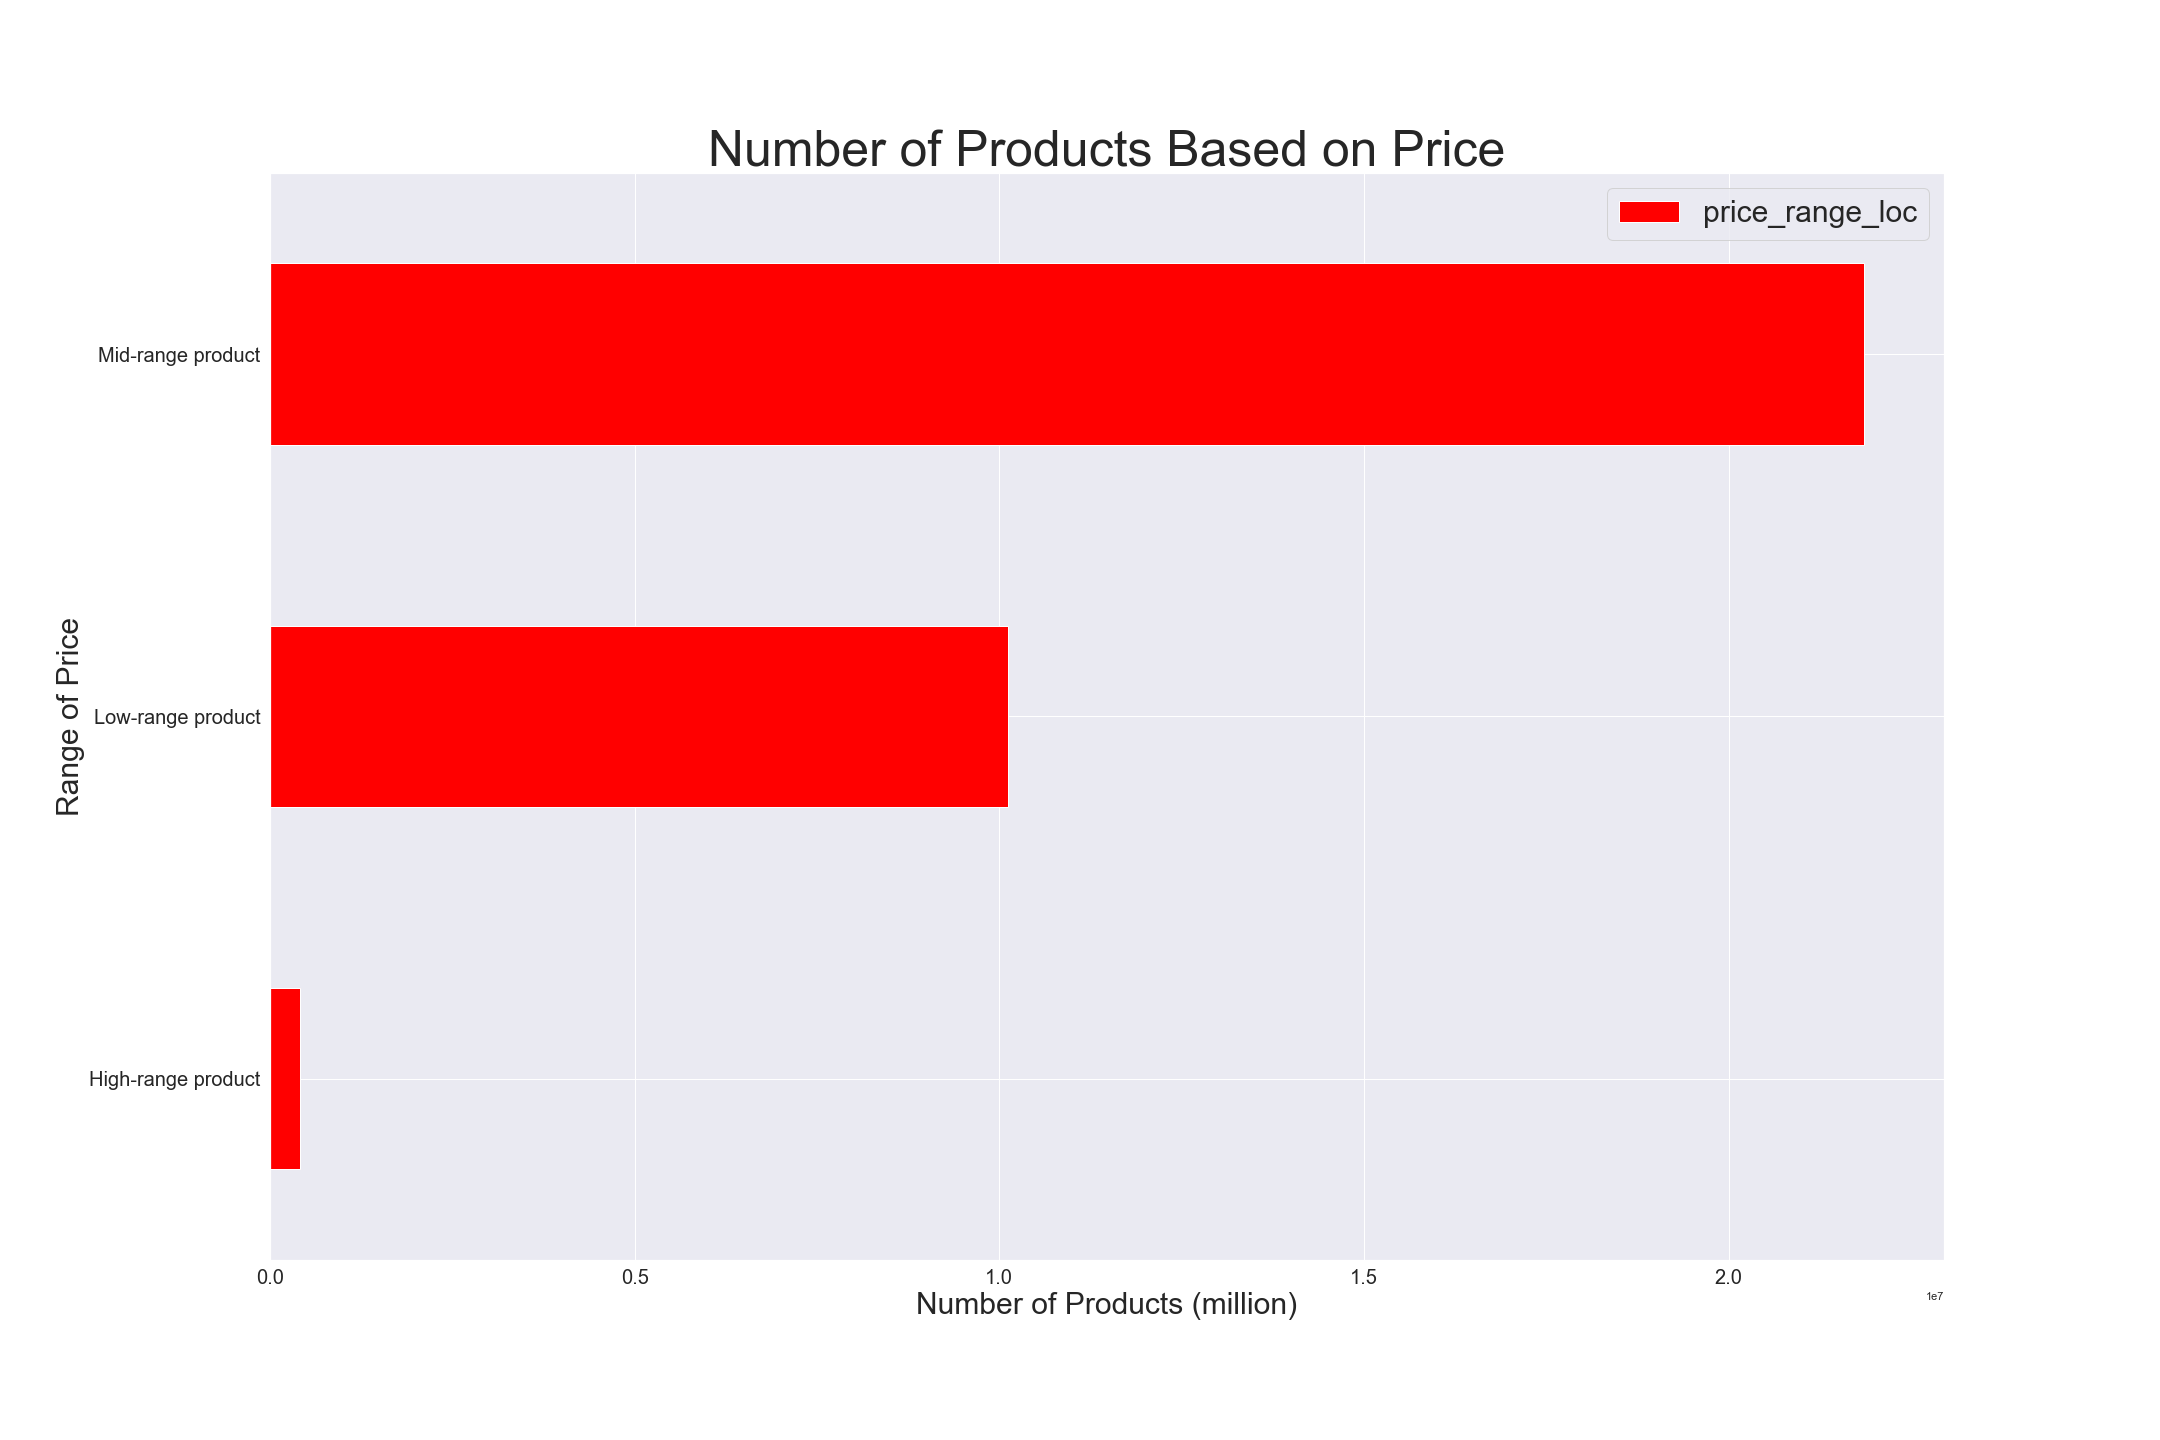 Number of Products Based on Price
price_range_loc
Mid-range product
Low-range product
High-range product
Range of Price
0.0 0.5 1.0 1.5 2.0
1e7
Number of Products (million)